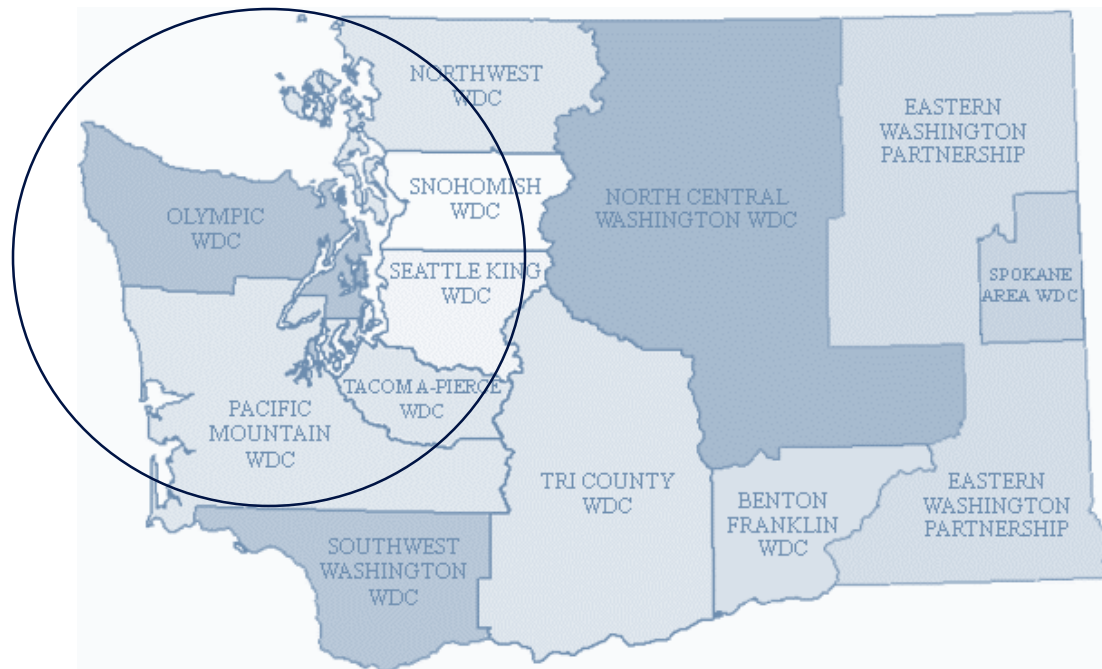 NORTHWEST
WDC
EASTERN
WASHINGTON
PARTNERSHIP
SNOHOMISH
WDC
NORTH CENTRAL
WASHINGTON WDC
OLYMPIC
WDC
SEATTLE KING
WDC
SPOKANE
AREA WDC
TACOMA-PIERCE
WDC
PACIFIC
MOUNTAIN
WDC
TRI COUNTY
WDC
BENTON
FRANKLIN
WDC
EASTERN
WASHINGTON
PARTNERSHIP
SOUTHWEST
WASHINGTON
WDC